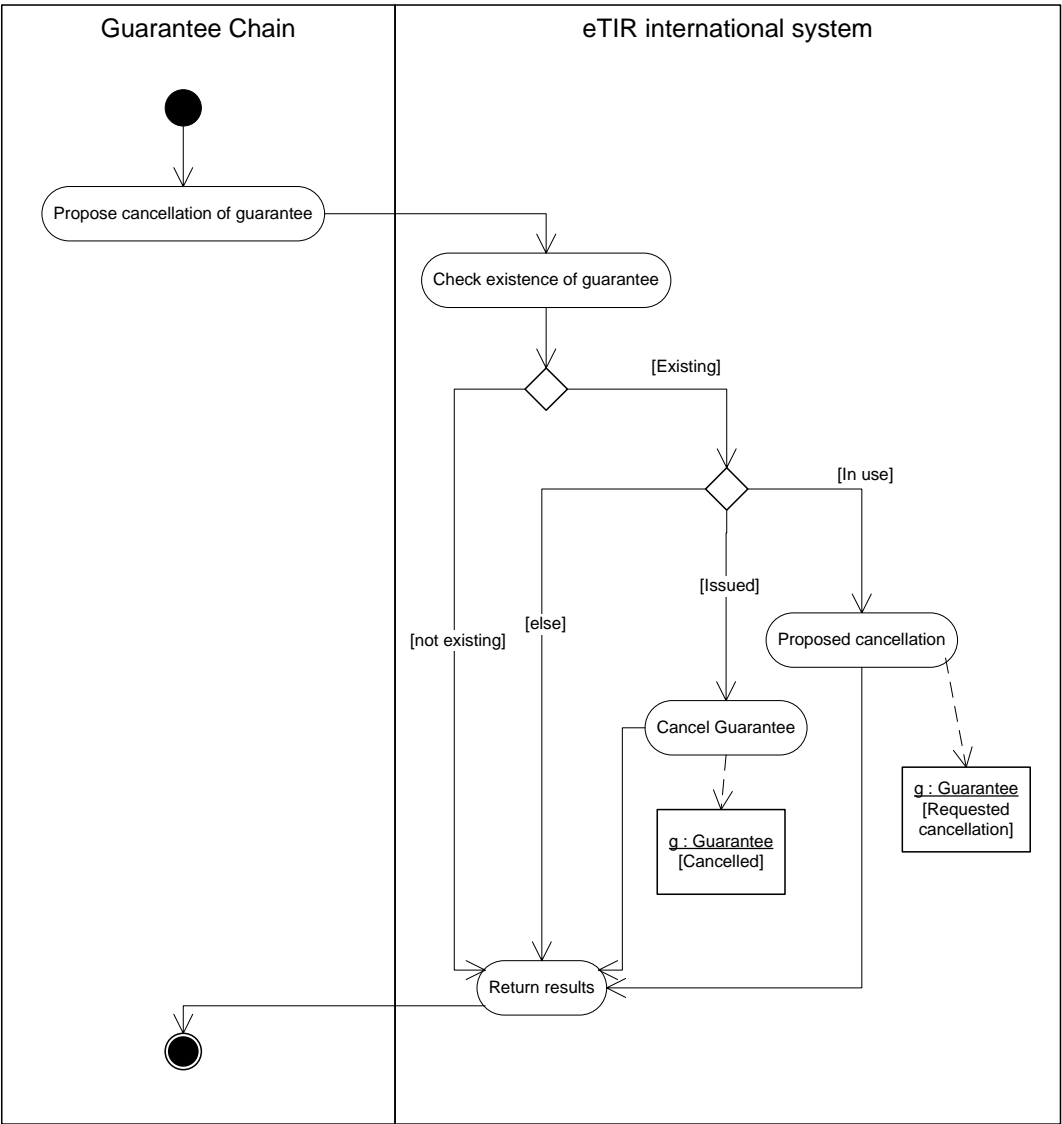 Guarantee Chain
eTIR international system
Propose cancellation of guarantee
Check existence of guarantee
[Existing]
[In use]
[Issued]
[else]
[not existing]
Proposed cancellation
Cancel Guarantee
g : Guarantee
[Requested
cancellation]
g : Guarantee
[Cancelled]
Return results